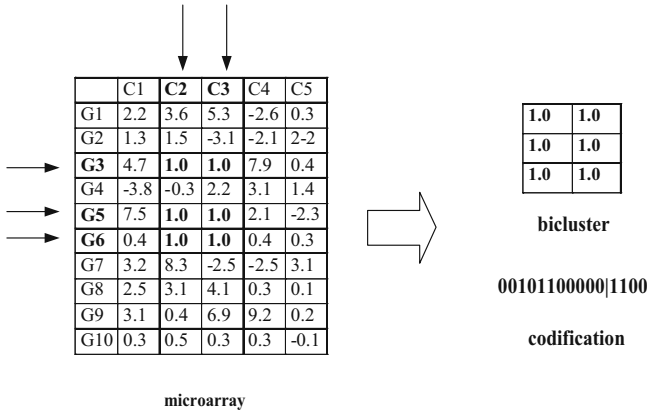 C1 C2 C3 C4 C5
G1 2.2 3.6 5.3 -2.6 0.3
G2 1.3 1.5 -3.1 -2.1 2-2
G3 4.7 1.0 1.0 7.9 0.4
G4 -3.8 -0.3 2.2 3.1 1.4
G5 7.5 1.0 1.0 2.1 -2.3
G6 0.4 1.0 1.0 0.4 0.3
G7 3.2 8.3 -2.5 -2.5 3.1
G8 2.5 3.1 4.1 0.3 0.1
G9 3.1 0.4 6.9 9.2 0.2
G10 0.3 0.5 0.3 0.3 -0.1
microarray
1.0 1.0
1.0 1.0
1.0 1.0
bicluster
00101100000|1100
codification